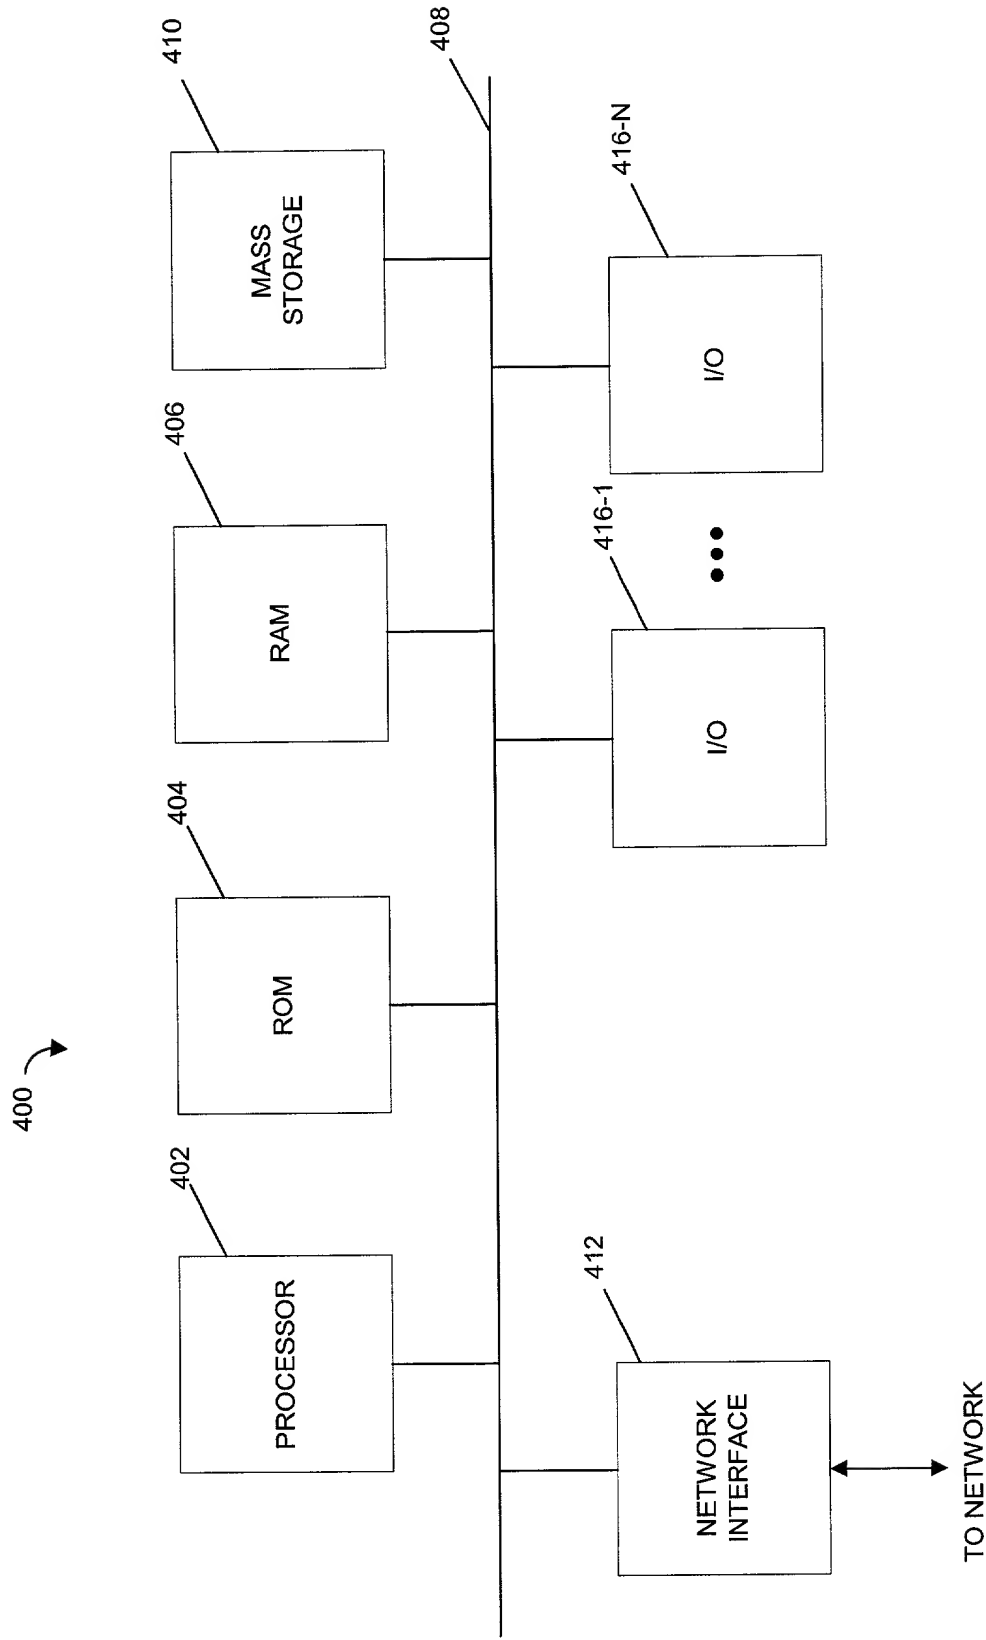 400
402
404
406
410
PROCESSOR
ROM
RAM
MASS
STORAGE
408
412
416-1
416-N
NETWORK
INTERFACE
I/O
I/O
TO NETWORK